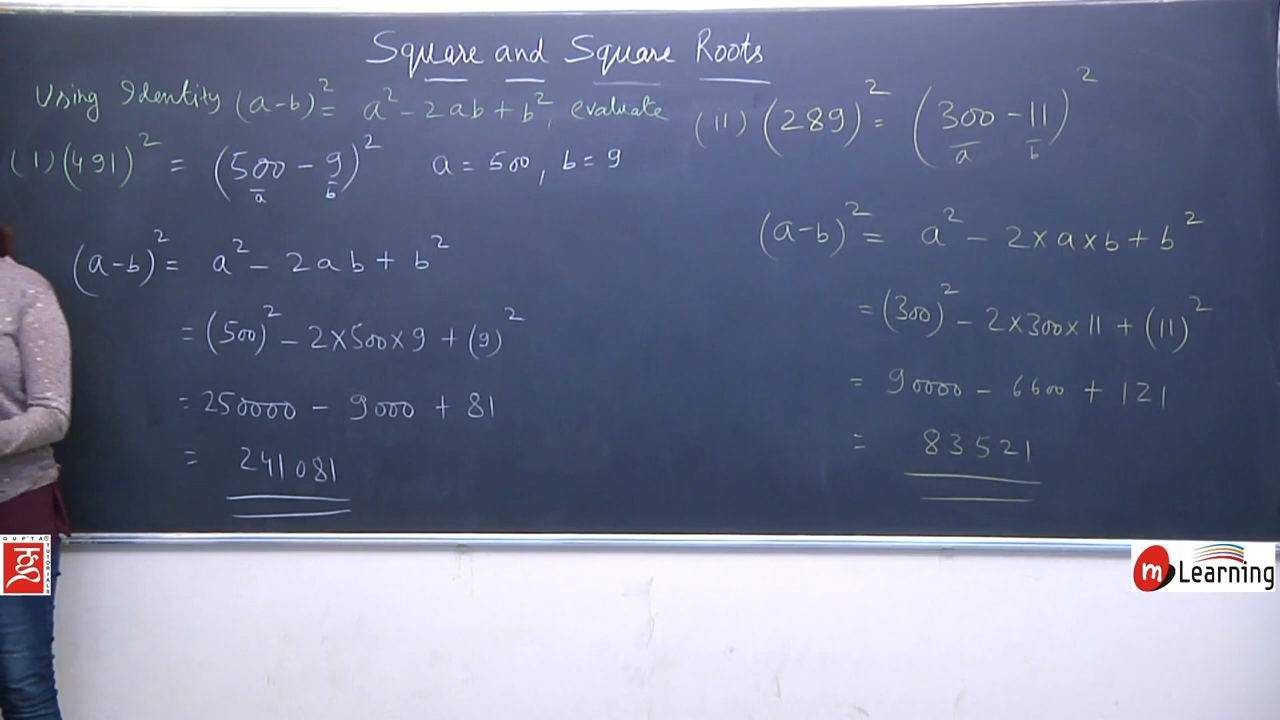 Square and Square Roots
Using Identity (a-b)² = a² - 2ab + b², evaluate
(I) (491)² = (500 - 9)² a = 500, b = 9
a b
(a-b)² = a² - 2ab + b²
= (500)² - 2×500×9 + (9)²
= 250000 - 9000 + 81
= 241081
(II) (289)² = (300 - 11)²
a b
(a-b)² = a² - 2×a×b + b²
= (300)² - 2×300×11 + (11)²
= 90000 - 6600 + 121
= 83521
GUPTA®
TUTORIALS
m Learning